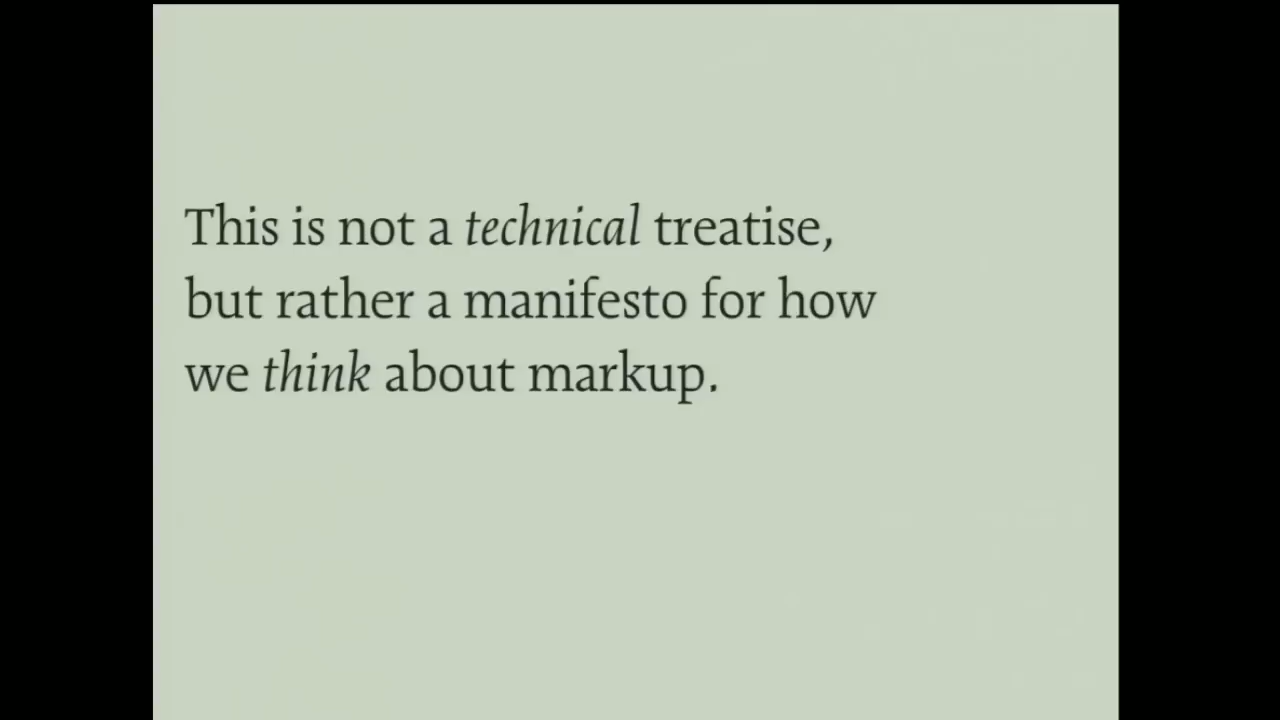 This is not a technical treatise,
but rather a manifesto for how
we think about markup.